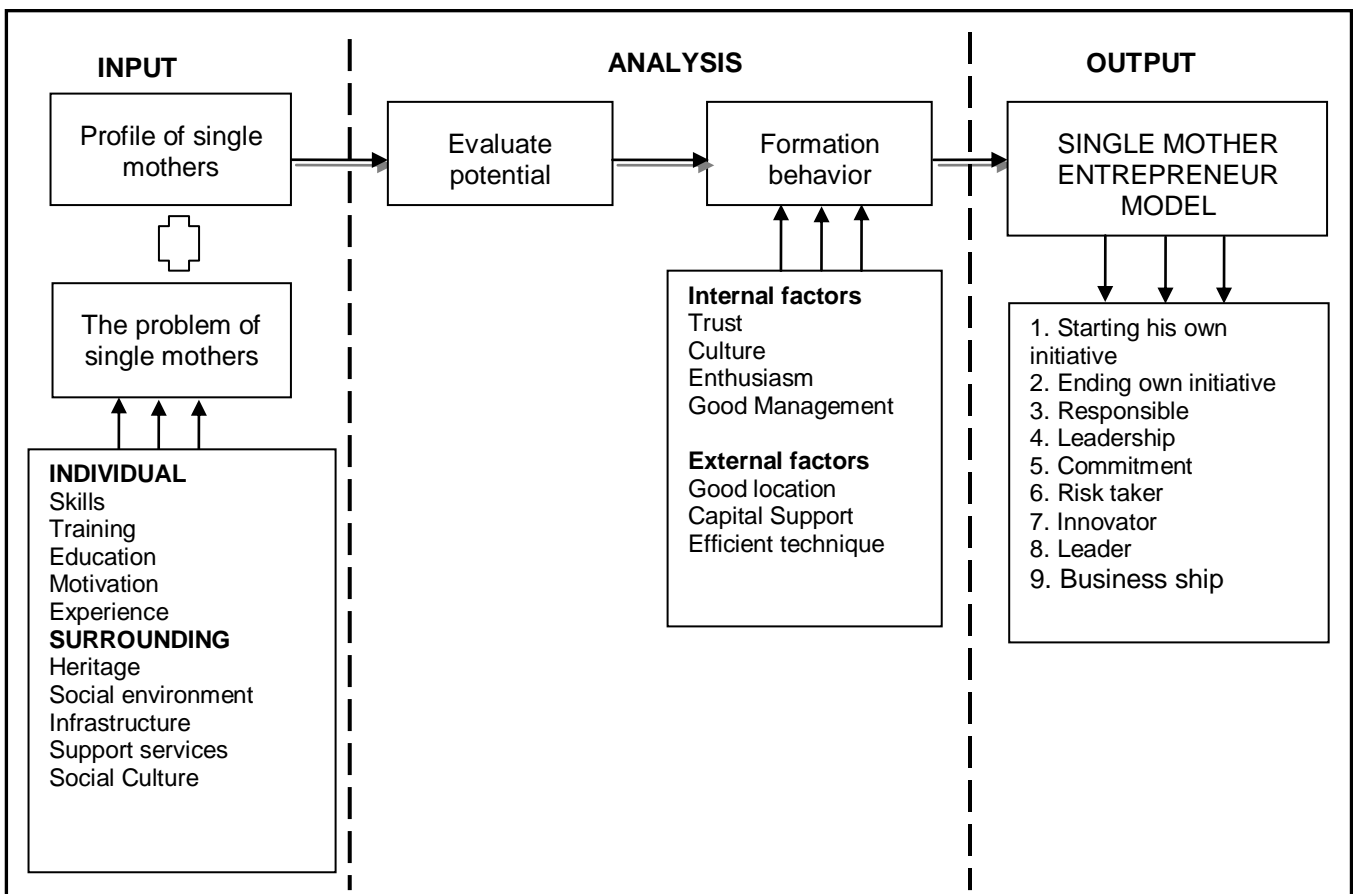 INPUT
Profile of single
mothers
The problem of
single mothers
INDIVIDUAL
Skills
Training
Education
Motivation
Experience
SURROUNDING
Heritage
Social environment
Infrastructure
Support services
Social Culture
ANALYSIS
Evaluate
potential
Formation
behavior
Internal factors
Trust
Culture
Enthusiasm
Good Management
External factors
Good location
Capital Support
Efficient technique
OUTPUT
SINGLE MOTHER
ENTREPRENEUR
MODEL
1. Starting his own
initiative
2. Ending own initiative
3. Responsible
4. Leadership
5. Commitment
6. Risk taker
7. Innovator
8. Leader
9. Business ship